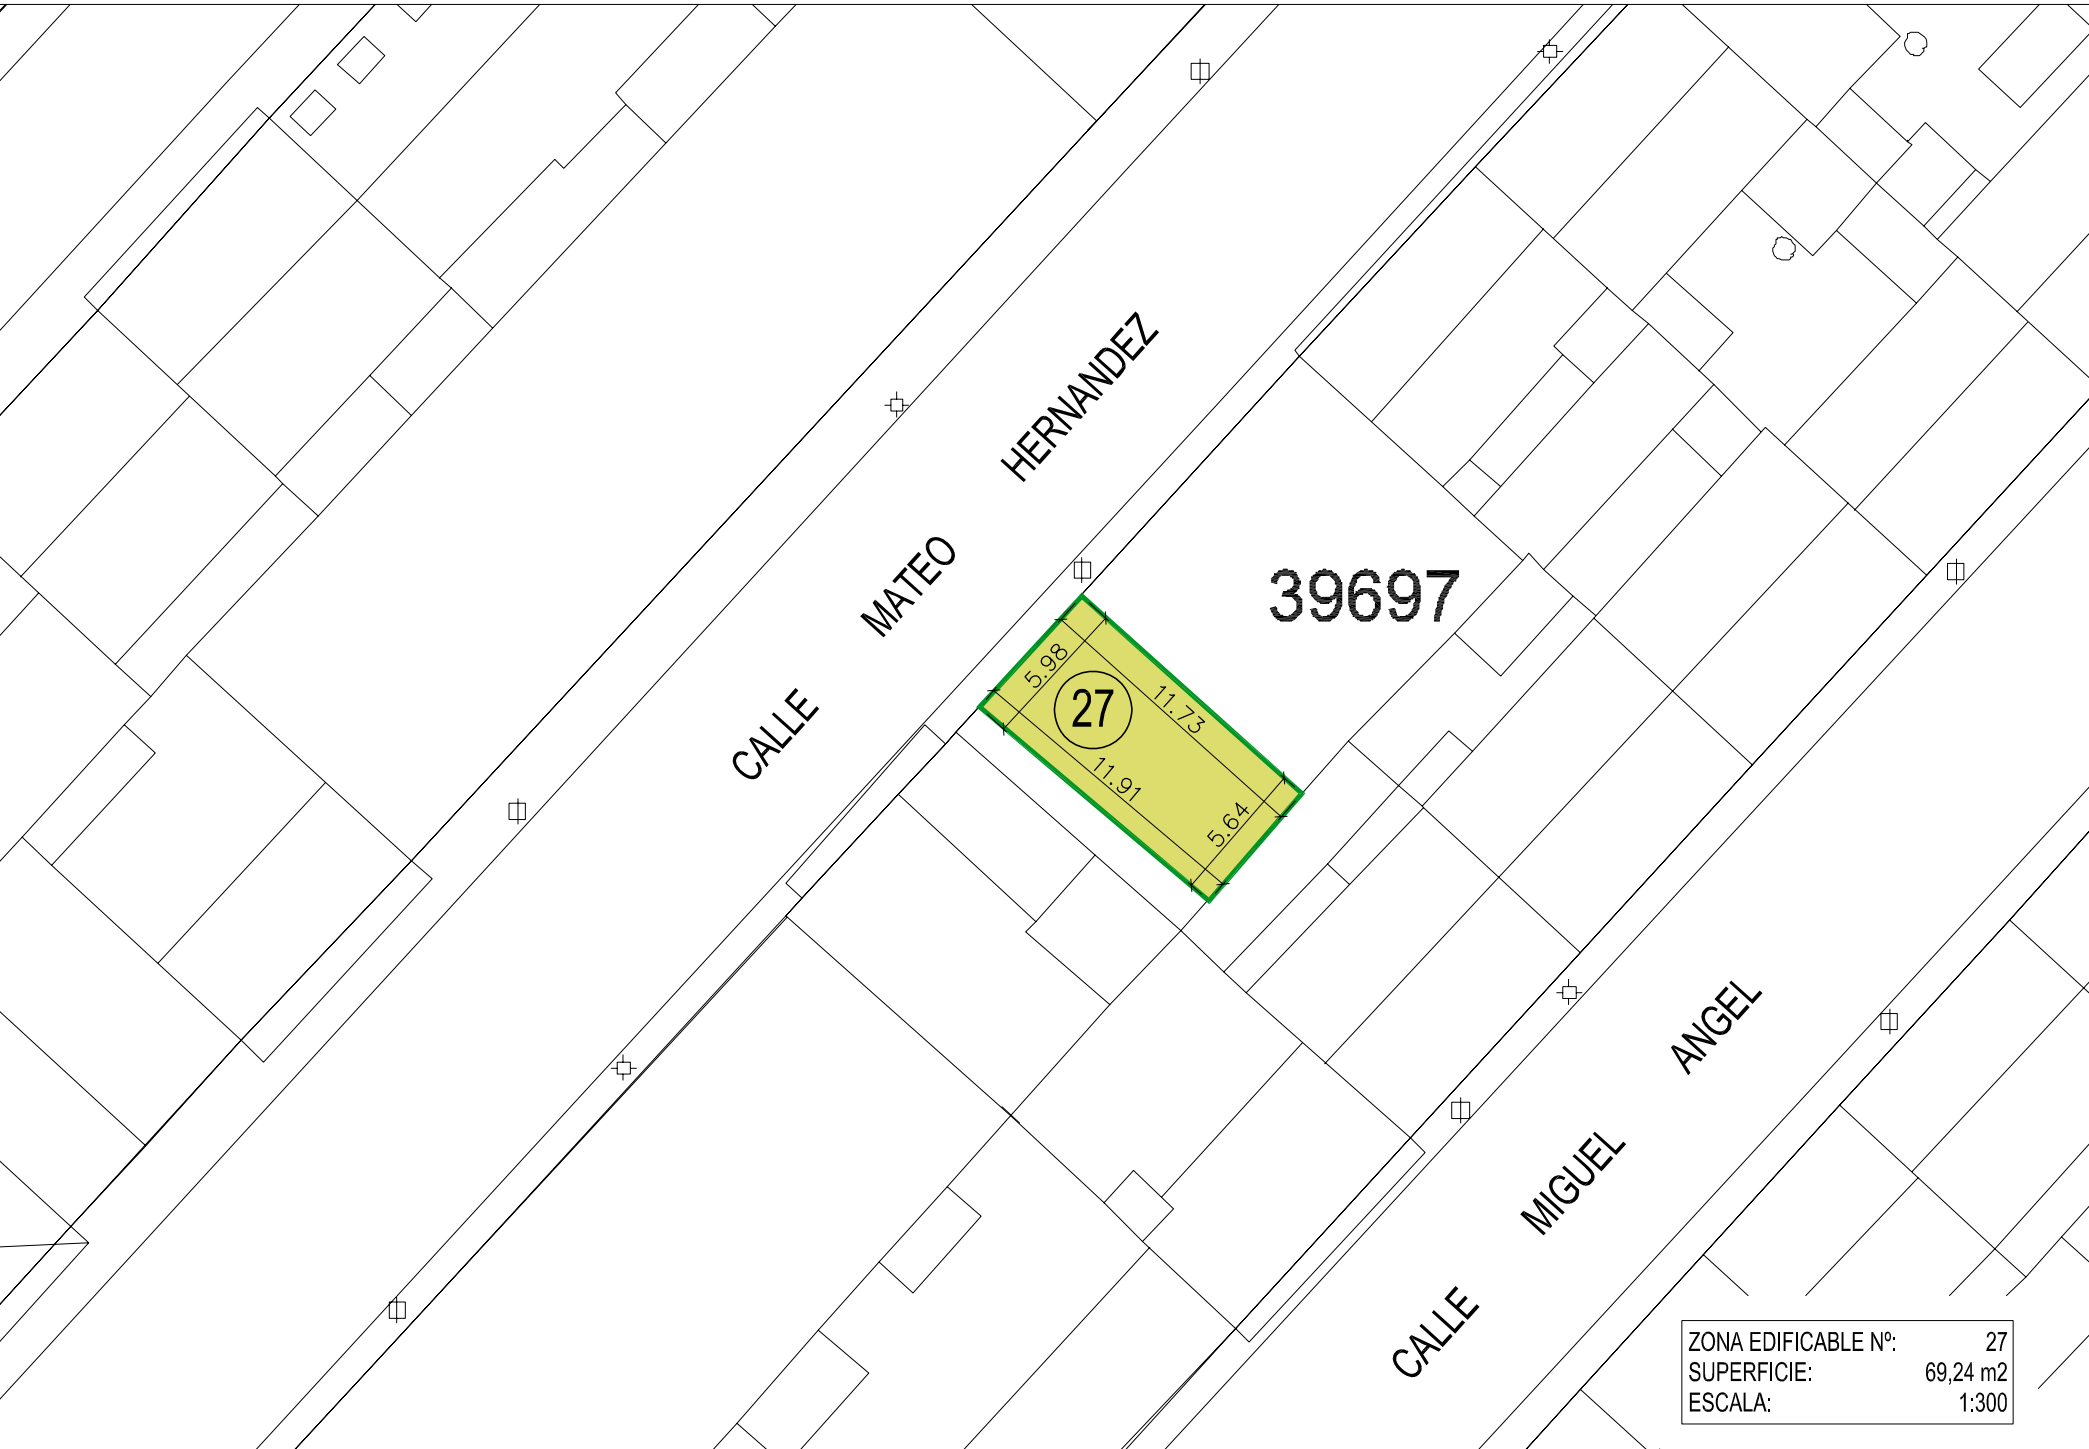 CALLE MATEO HERNANDEZ
39697
5.98
27
11.73
11.91
5.64
CALLE MIGUEL ANGEL
ZONA EDIFICABLE Nº: 27
SUPERFICIE: 69,24 m2
ESCALA: 1:300